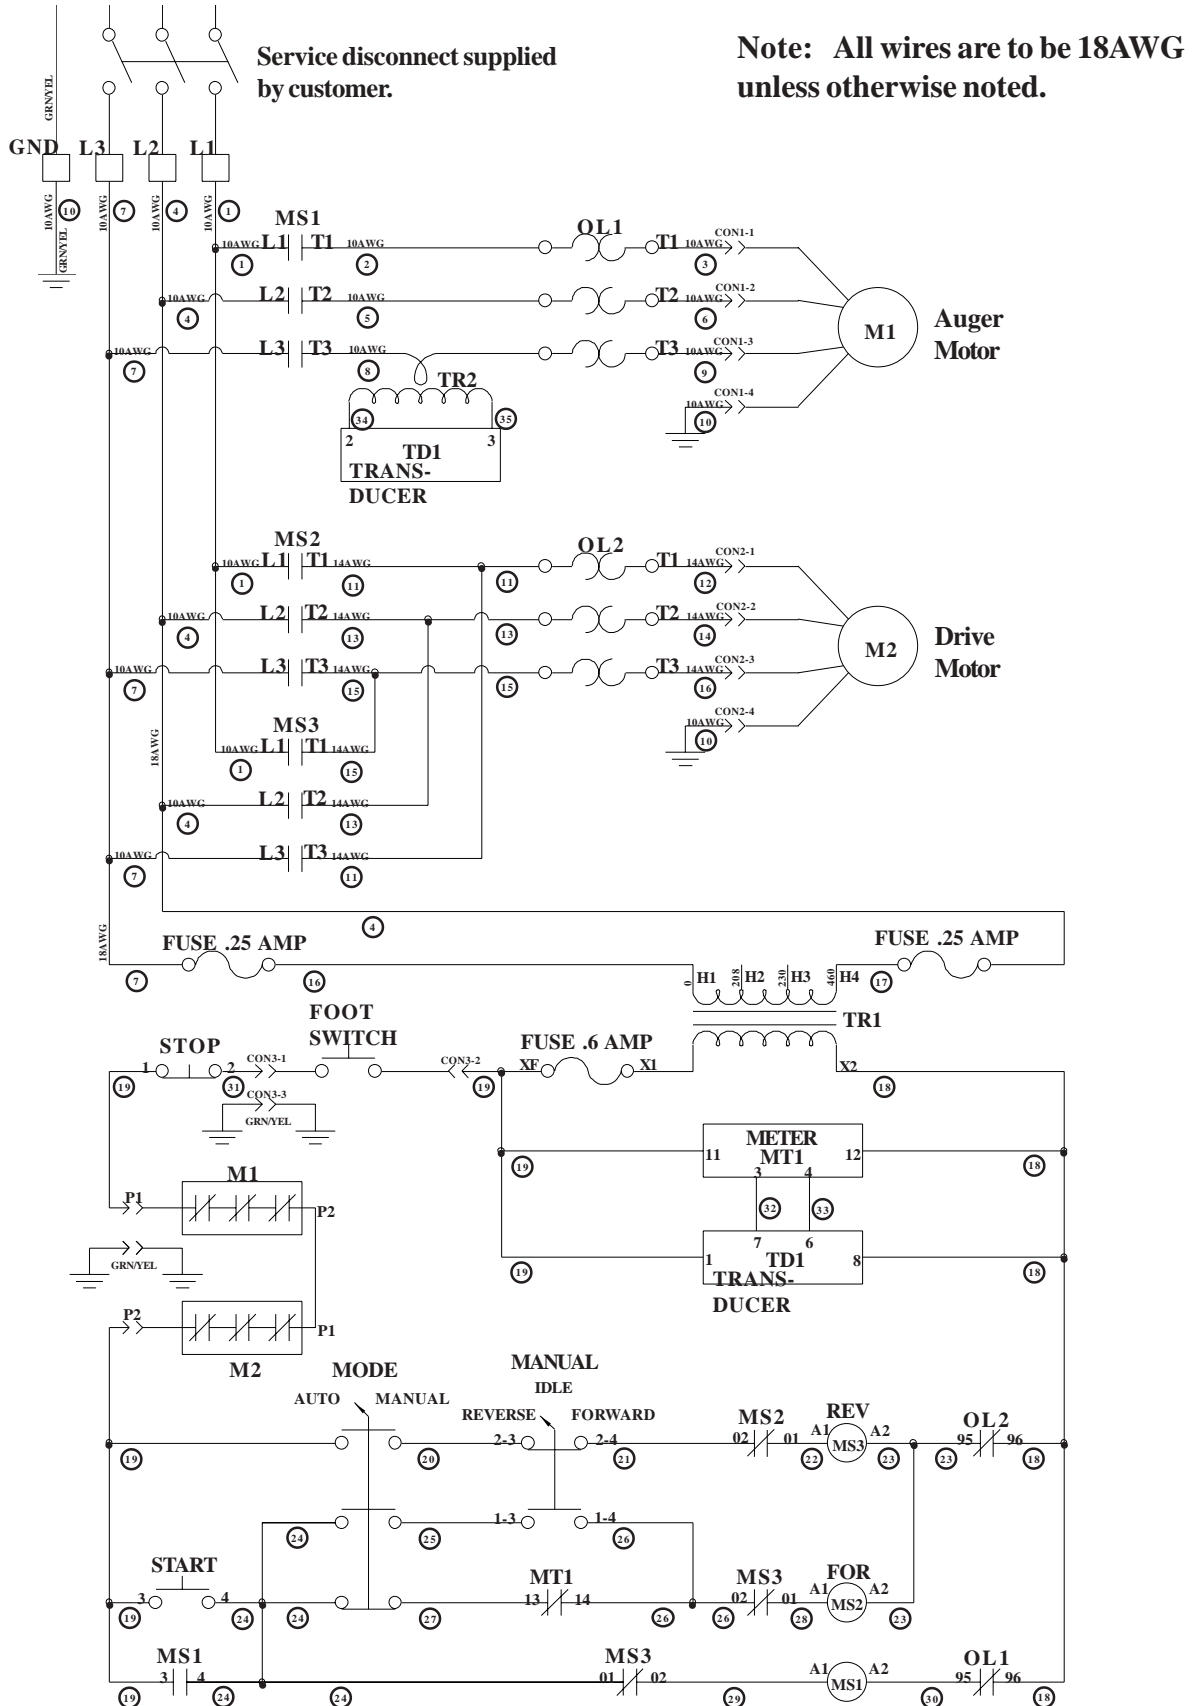 Service disconnect supplied
by customer.
Note: All wires are to be 18AWG
unless otherwise noted.
GRN/YEL
GND L3 L2 L1
10AWG 10 10AWG 7 10AWG 4 10AWG 1
GRN/YEL
MS1 OL1
10AWG L1 T1 10AWG T1 10AWG CON1-1
1 2 3
10AWG L2 T2 10AWG T2 10AWG CON1-2
4 5 6
10AWG L3 T3 10AWG T3 10AWG CON1-3
7 8 9
M1
Auger
Motor
TR2
10AWG CON1-4
34 35 10
2 3
TD1
TRANS-
DUCER
MS2 OL2
10AWG L1 T1 14AWG T1 14AWG CON2-1
1 11 11 12
10AWG L2 T2 14AWG T2 14AWG CON2-2
4 13 13 14
10AWG L3 T3 14AWG T3 14AWG CON2-3
7 15 15 16
M2
Drive
Motor
10AWG CON2-4
10
MS3
18AWG
10AWG L1 T1 14AWG
1 15
10AWG L2 T2 14AWG
4 13
10AWG L3 T3 14AWG
7 11
4
18AWG
FUSE .25 AMP FUSE .25 AMP
7 16 0 H1 208 H2 230 H3 460 H4 17
TR1
FOOT
SWITCH
STOP
FUSE .6 AMP
1 2 CON3-1 CON3-2 XF X1 X2
19 31 19 18
CON3-3
GRN/YEL
METER
MT1
11 12
3 4
19 18
32 33
M1
P1 P2
GRN/YEL
7 6
1 TD1 8
TRANS-
DUCER
19 18
P2 P1
M2
MODE
AUTO MANUAL
MANUAL
IDLE
REVERSE FORWARD
2-3 2-4
MS2
02 01
REV
A1 MS3 A2
OL2
95 96
19 20 21 22 23 23 18
1-3 1-4
24 25 26
START
3 4
MT1
13 14
MS3
02 01
FOR
A1 MS2 A2
19 24 24 27 26 26 28 23
MS1
3 4
MS3
01 02
A1 MS1 A2
OL1
95 96
19 24 24 29 30 18